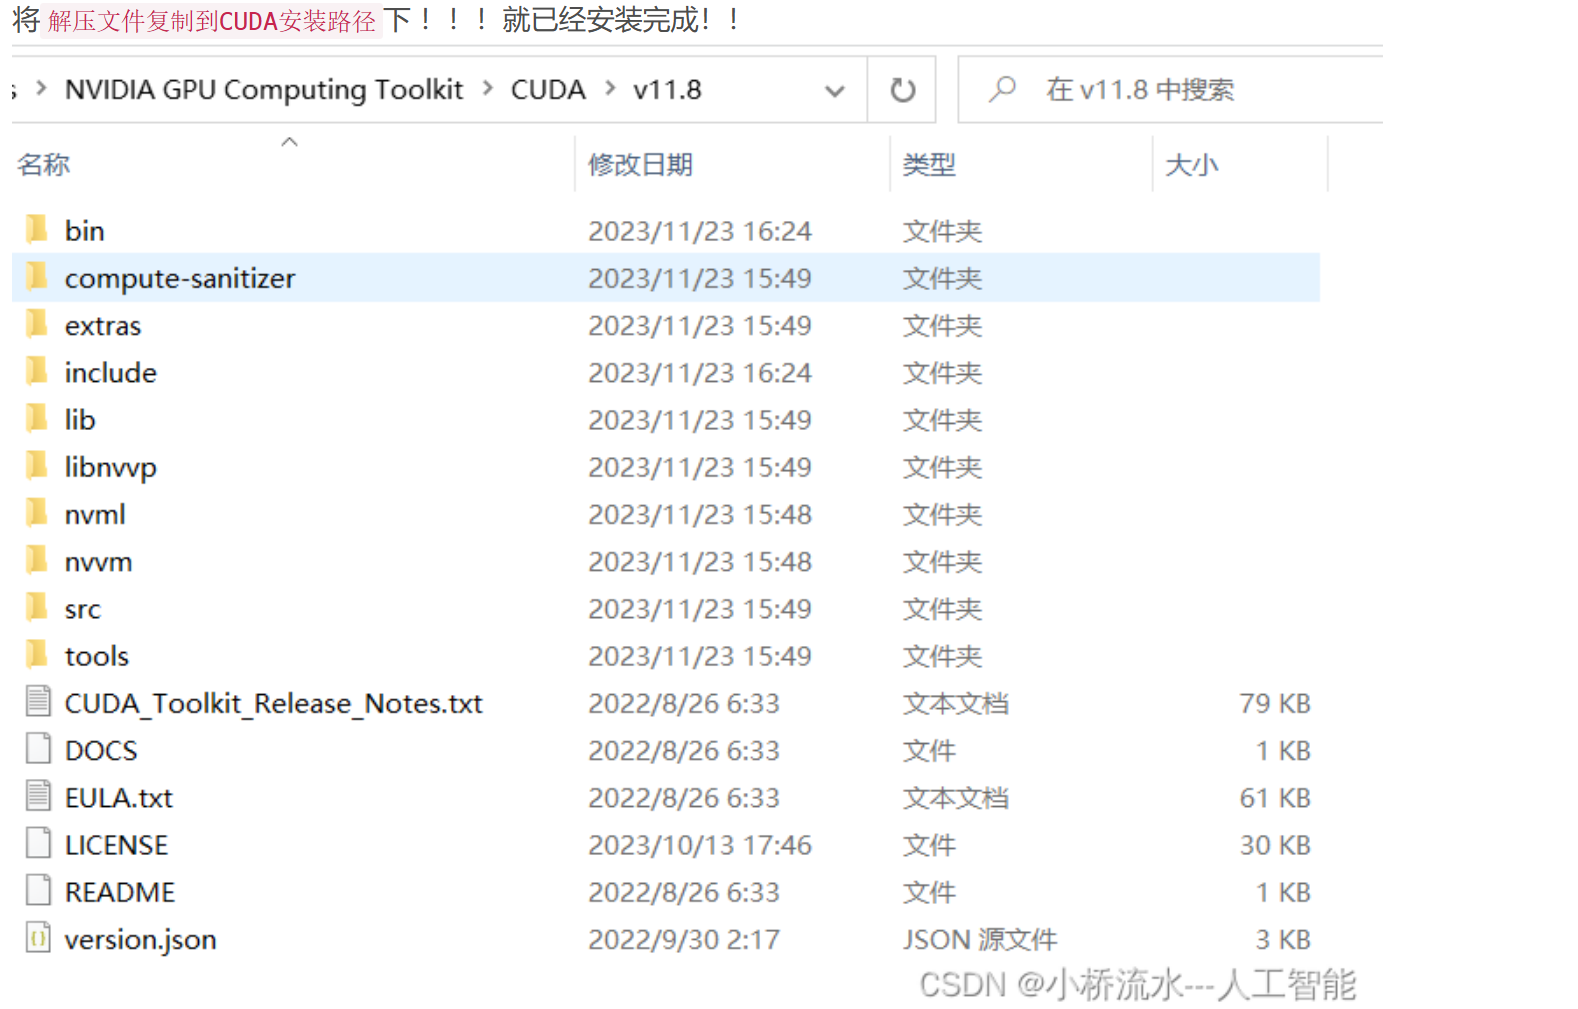 将解压文件复制到CUDA安装路径下！！！就已经安装完成！！
s > NVIDIA GPU Computing Toolkit > CUDA > v11.8 在 v11.8 中搜索
名称 修改日期 类型 大小
bin 2023/11/23 16:24 文件夹
compute-sanitizer 2023/11/23 15:49 文件夹
extras 2023/11/23 15:49 文件夹
include 2023/11/23 16:24 文件夹
lib 2023/11/23 15:49 文件夹
libnvvp 2023/11/23 15:49 文件夹
nvml 2023/11/23 15:48 文件夹
nvvm 2023/11/23 15:48 文件夹
src 2023/11/23 15:49 文件夹
tools 2023/11/23 15:49 文件夹
CUDA_Toolkit_Release_Notes.txt 2022/8/26 6:33 文本文档 79 KB
DOCS 2022/8/26 6:33 文件 1 KB
EULA.txt 2022/8/26 6:33 文本文档 61 KB
LICENSE 2023/10/13 17:46 文件 30 KB
README 2022/8/26 6:33 文件 1 KB
version.json 2022/9/30 2:17 JSON 源文件 3 KB
CSDN @小桥流水---人工智能